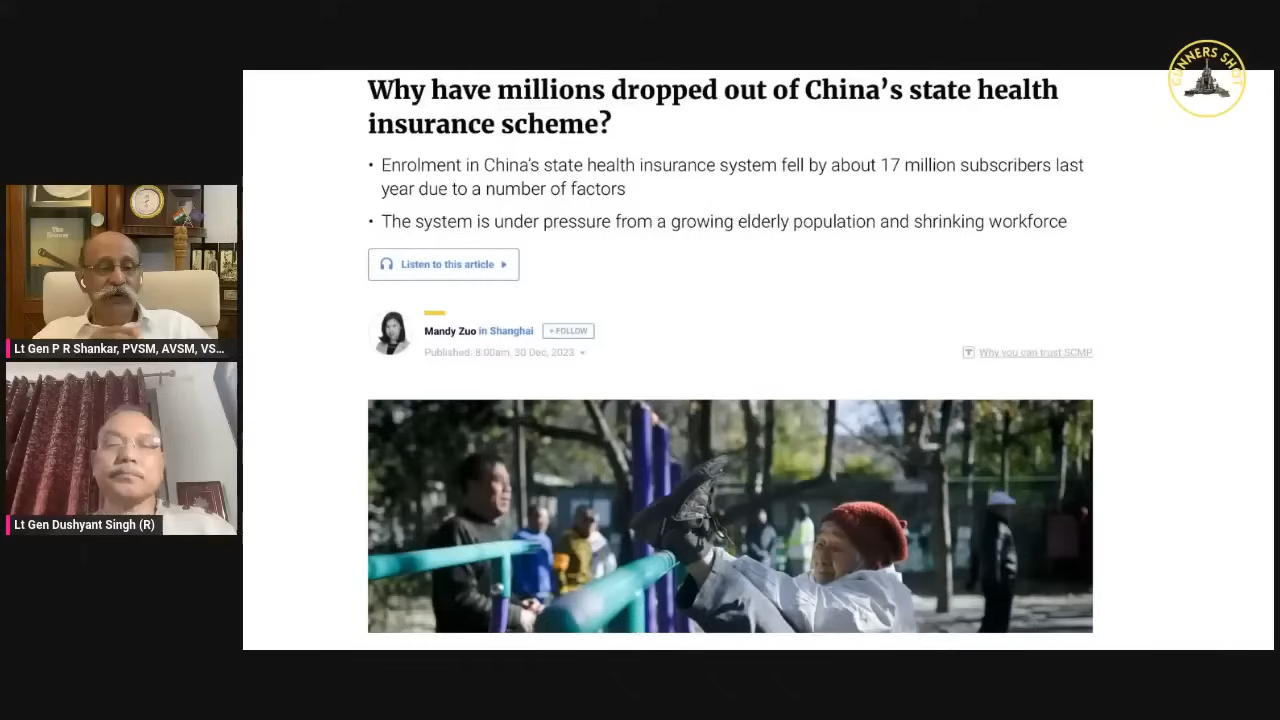 GUNNERS SHOT
Why have millions dropped out of China’s state health
insurance scheme?
• Enrolment in China’s state health insurance system fell by about 17 million subscribers last
year due to a number of factors
• The system is under pressure from a growing elderly population and shrinking workforce
Listen to this article
Mandy Zuo in Shanghai
+ FOLLOW
Published: 8:00am, 30 Dec, 2023
Why you can trust SCMP
Lt Gen P R Shankar, PVSM, AVSM, VS...
Lt Gen Dushyant Singh (R)